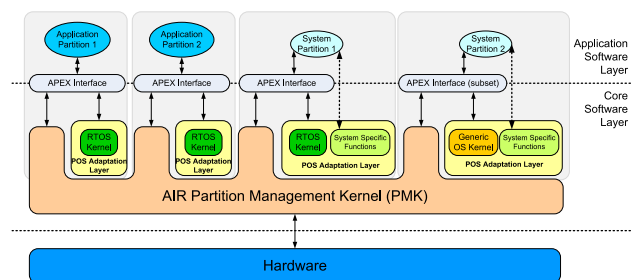 Application
Partition 1
Application
Partition 2
System
Partition 1
System
Partition 2
Application
Software
Layer
APEX Interface
APEX Interface
APEX Interface
APEX Interface (subset)
Core
Software
Layer
RTOS
Kernel
POS Adaptation
Layer
RTOS
Kernel
POS Adaptation
Layer
RTOS
Kernel
System Specific
Functions
POS Adaptation Layer
Generic
OS Kernel
System Specific
Functions
POS Adaptation Layer
AIR Partition Management Kernel (PMK)
Hardware